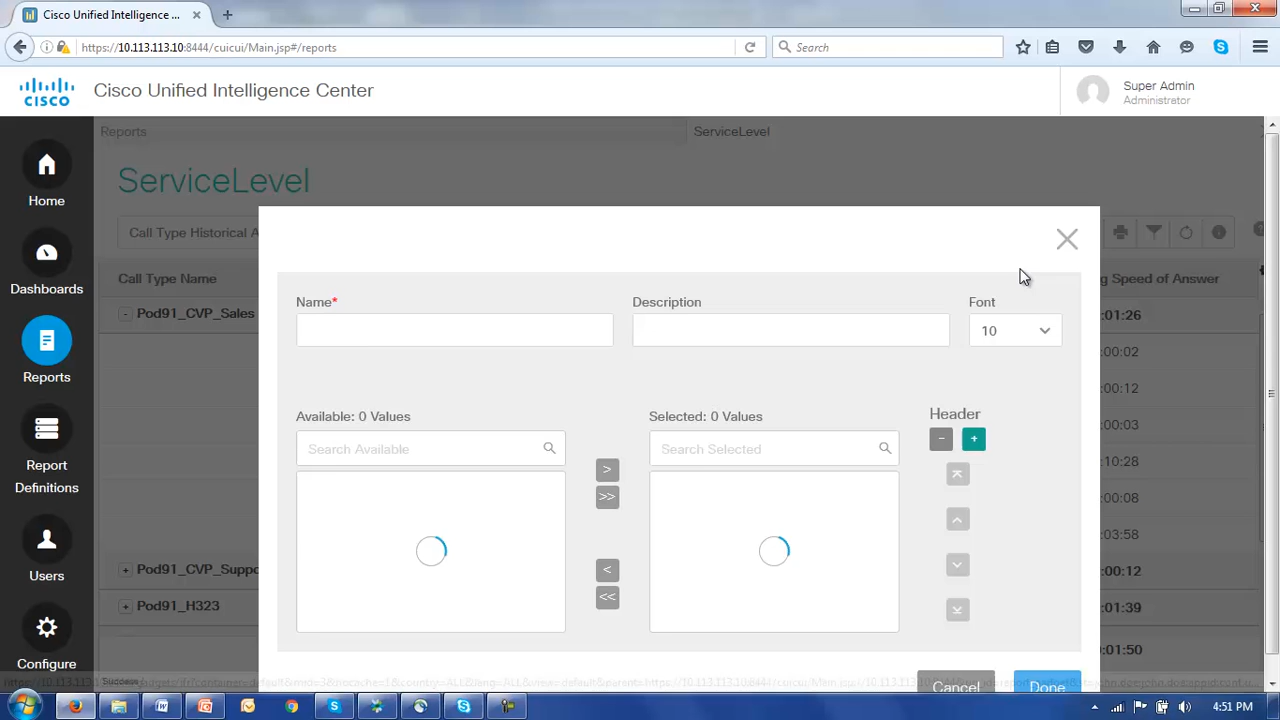 Cisco Unified Intelligence ...
https://10.113.113.10:8444/cuicui/Main.jsp#/reports
Search
CISCO
Cisco Unified Intelligence Center
Super Admin
Administrator
Reports
ServiceLevel
ServiceLevel
Call Type Historical A
Call Type Name
g Speed of Answer
Pod91_CVP_Sales
:01:26
:00:02
:00:12
:00:03
:10:28
:00:08
:03:58
Pod91_CVP_Suppo
:00:12
Pod91_H323
:01:39
:01:50
Home
Dashboards
Reports
Report
Definitions
Users
Configure
Name*
Description
Font
10
Available: 0 Values
Selected: 0 Values
Header
Search Available
Search Selected
>
>>
<
<<
Cancel
Done
Success
4:51 PM